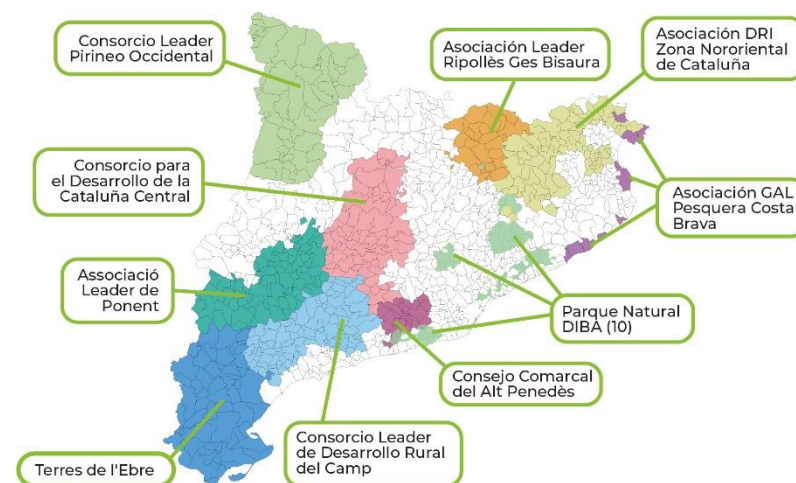 Consorcio Leader
Pirineo Occidental
Asociación Leader
Ripollès Ges Bisaura
Asociación DRI
Zona Nororiental
de Cataluña
Consorcio para
el Desarrollo de la
Cataluña Central
Asociación GAL
Pesquera Costa
Brava
Associació
Leader de
Ponent
Parque Natural
DIBA (10)
Consejo Comarcal
del Alt Penedès
Consorcio Leader
de Desarrollo Rural
del Camp
Terres de l'Ebre